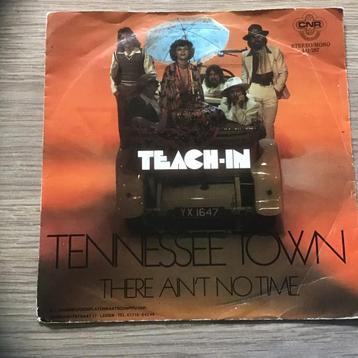 CNR
STEREO/MONO
TEACH-IN
YX 1647
TENNESSEE TOWN
THERE AIN'T NO TIME